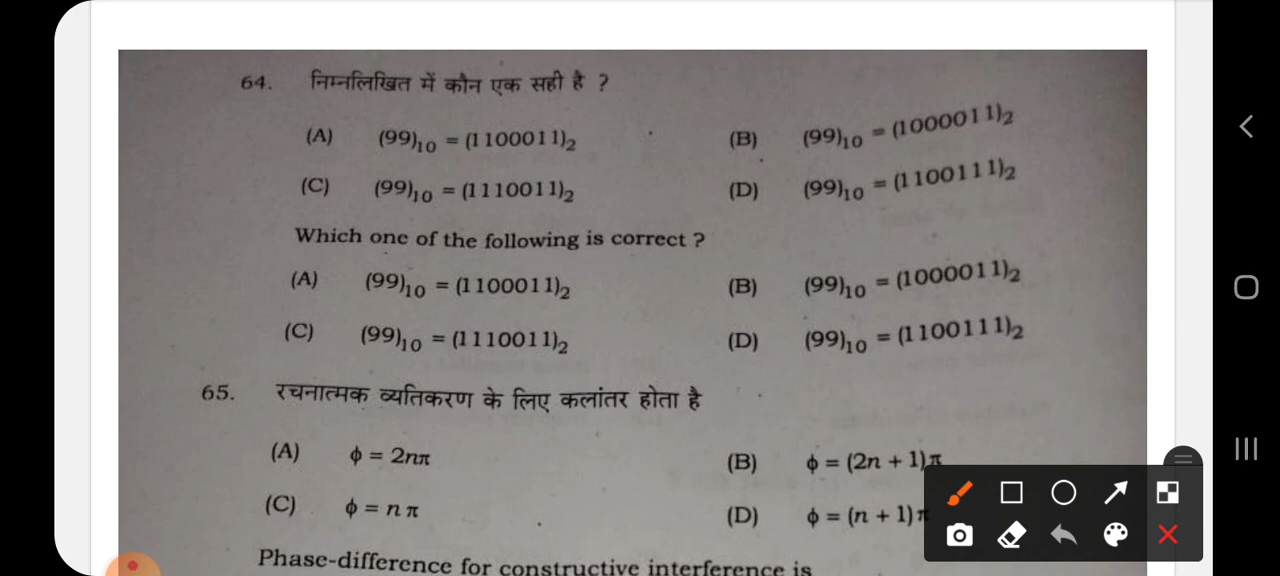 64. निम्नलिखित में कौन एक सही है ?
(A) (99)₁₀ = (1100011)₂ (B) (99)₁₀ = (1000011)₂
(C) (99)₁₀ = (1110011)₂ (D) (99)₁₀ = (1100111)₂
Which one of the following is correct ?
(A) (99)₁₀ = (1100011)₂ (B) (99)₁₀ = (1000011)₂
(C) (99)₁₀ = (1110011)₂ (D) (99)₁₀ = (1100111)₂
65. रचनात्मक व्यतिकरण के लिए कलांतर होता है
(A) ϕ = 2nπ (B) ϕ = (2n + 1)π
(C) ϕ = n π (D) ϕ = (n + 1)π
Phase-difference for constructive interference is